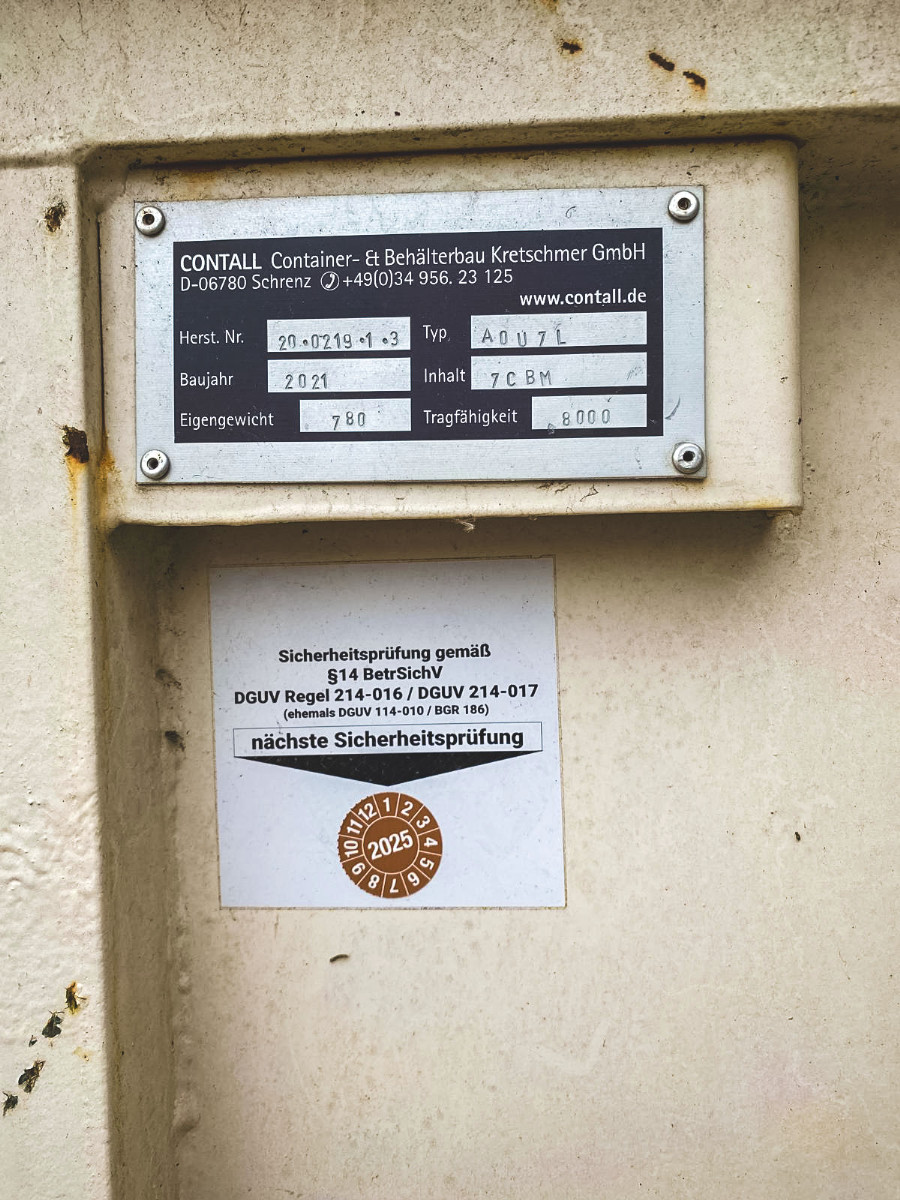 CONTALL Container- & Behälterbau Kretschmer GmbH
D-06780 Schrenz ✆ +49(0)34 956. 23 125
www.contall.de
Herst. Nr. 20.0219.1.3 Typ A0U7L
Baujahr 2021 Inhalt 7CBM
Eigengewicht 780 Tragfähigkeit 8000
Sicherheitsprüfung gemäß
§14 BetrSichV
DGUV Regel 214-016 / DGUV 214-017
(ehemals DGUV 114-010 / BGR 186)
nächste Sicherheitsprüfung
1 2 3 4 5 6 7 8 9 10 11 12
2025